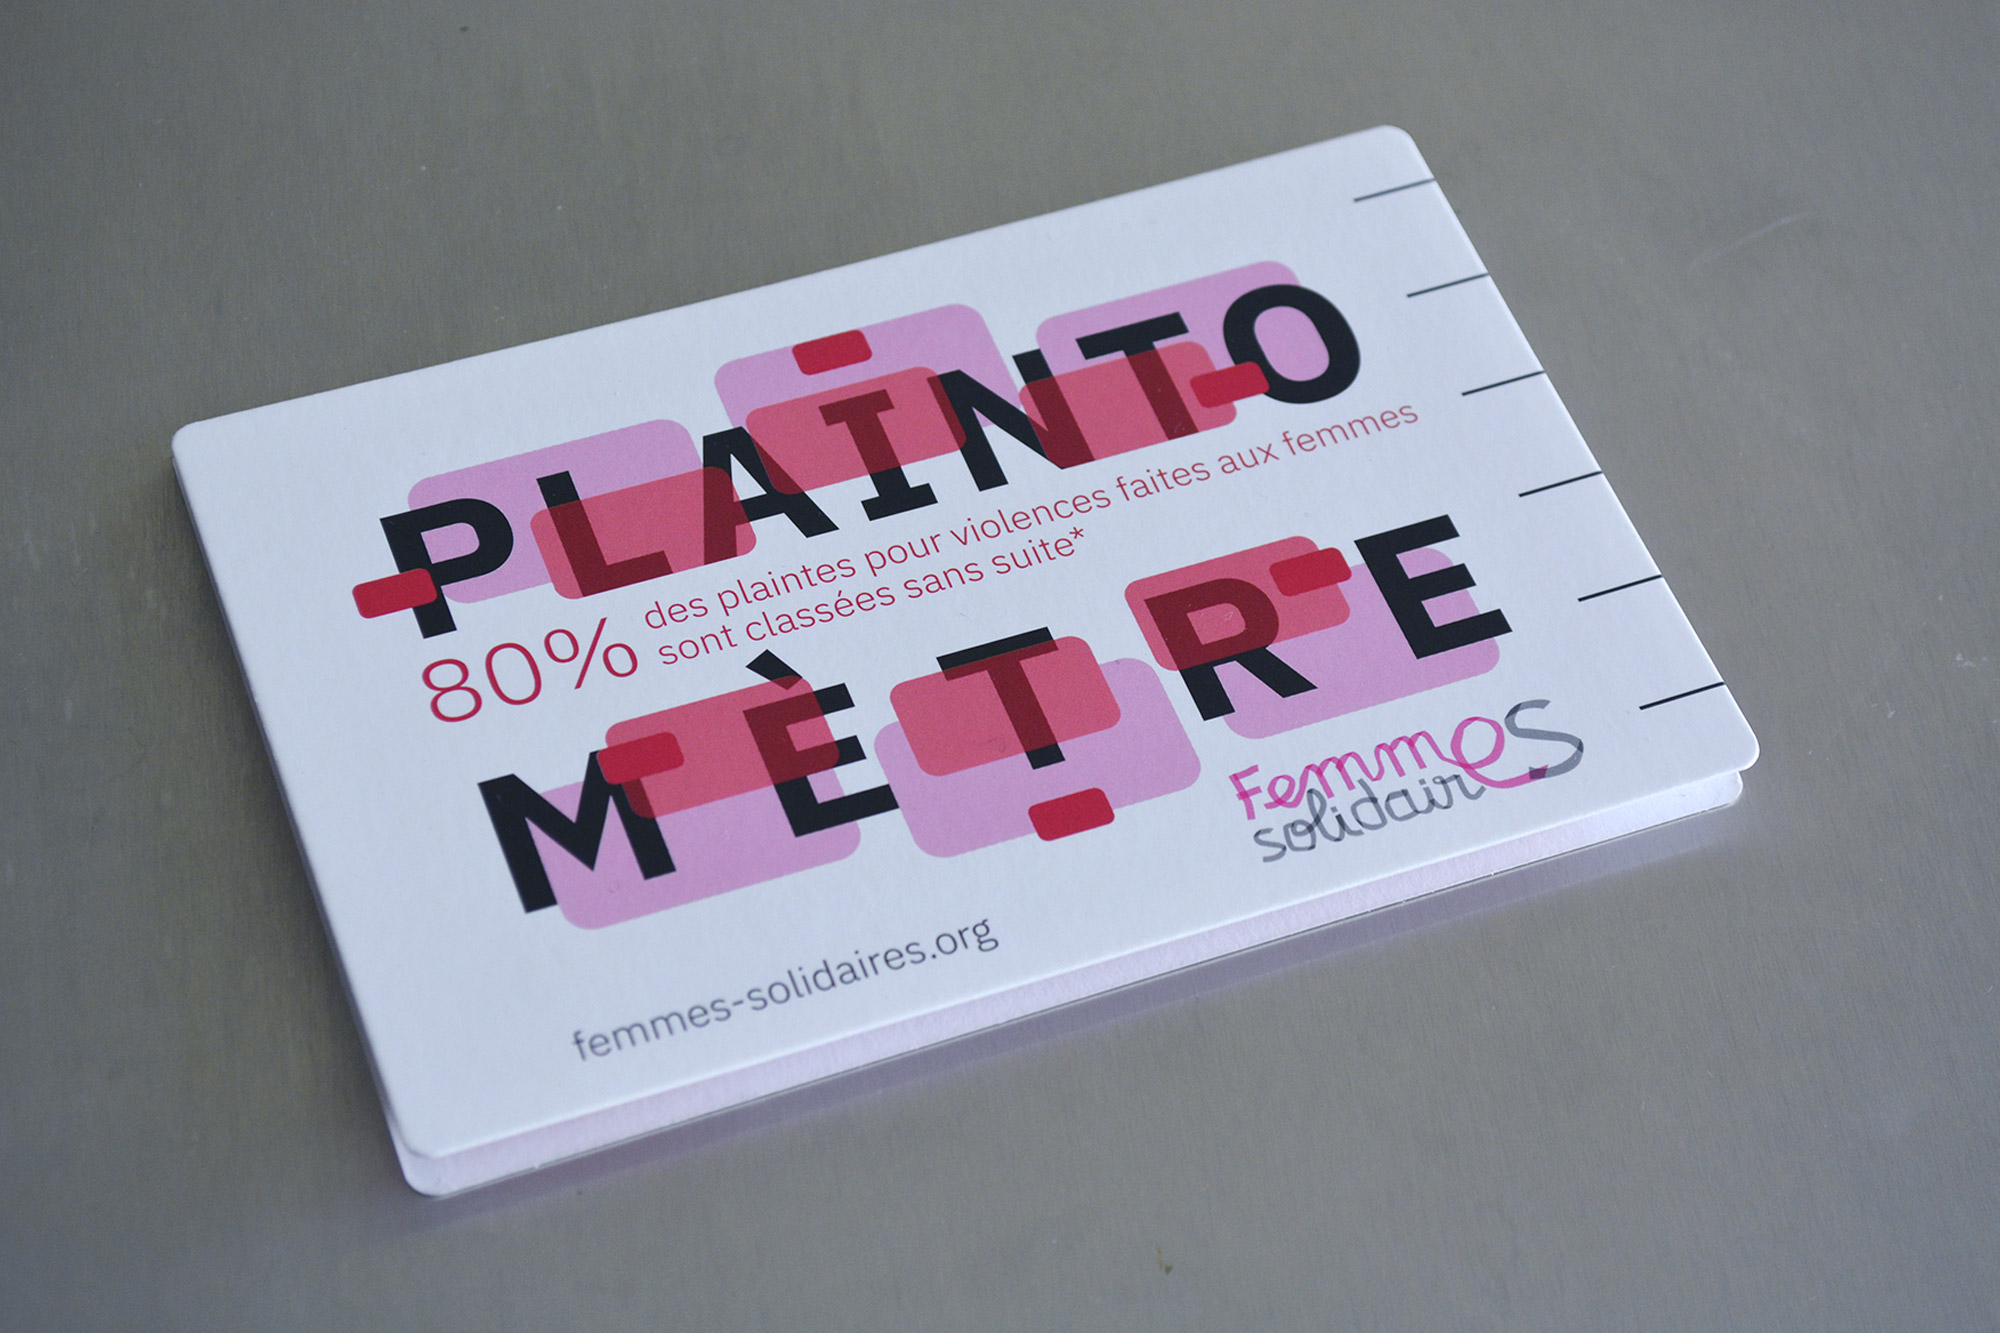 PLAINTO
80% des plaintes pour violences faites aux femmes
sont classées sans suite*
MÈTRE
Femmes
solidaires
femmes-solidaires.org